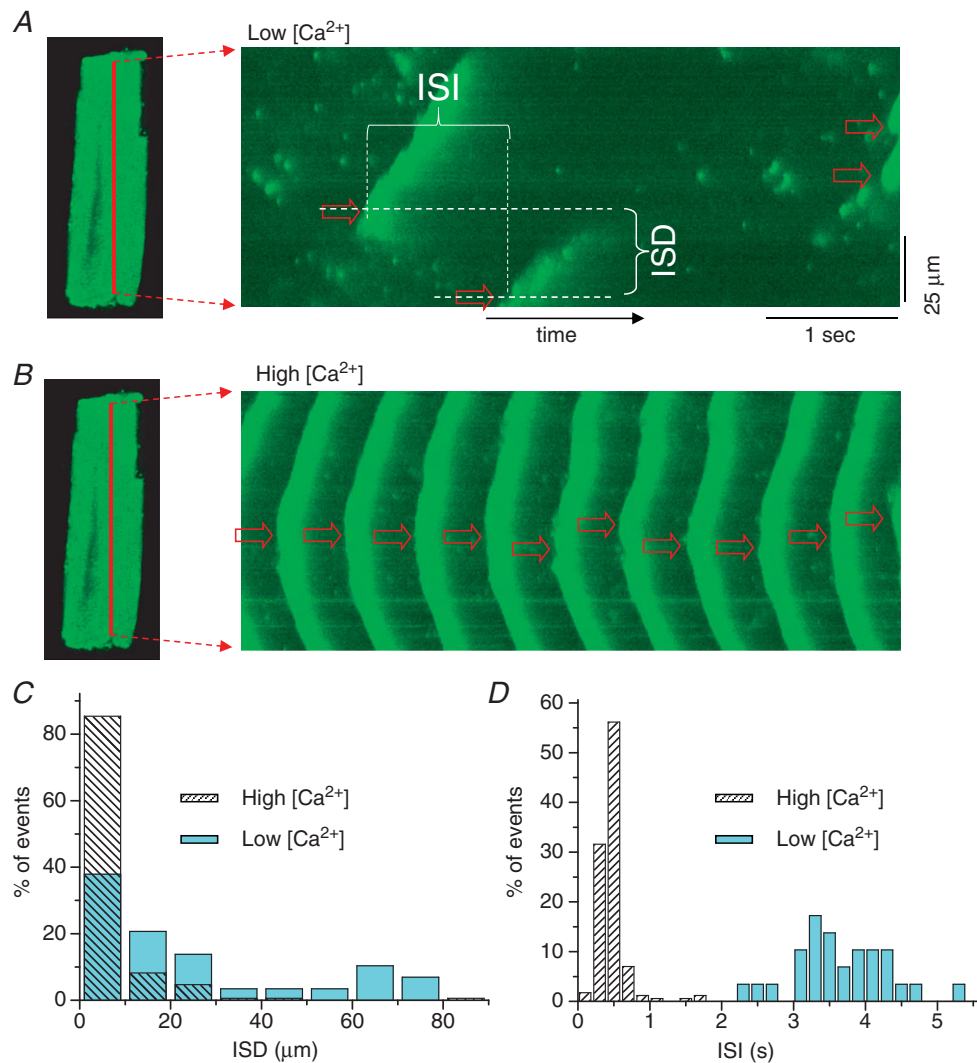 A
Low [Ca²⁺]
ISI
ISD
25 μm
time
1 sec
B
High [Ca²⁺]
C
80
60
40
20
0
% of events
High [Ca²⁺]
Low [Ca²⁺]
0
20
40
60
80
ISD (μm)
D
60
50
40
30
20
10
0
% of events
High [Ca²⁺]
Low [Ca²⁺]
0
1
2
3
4
5
ISI (s)